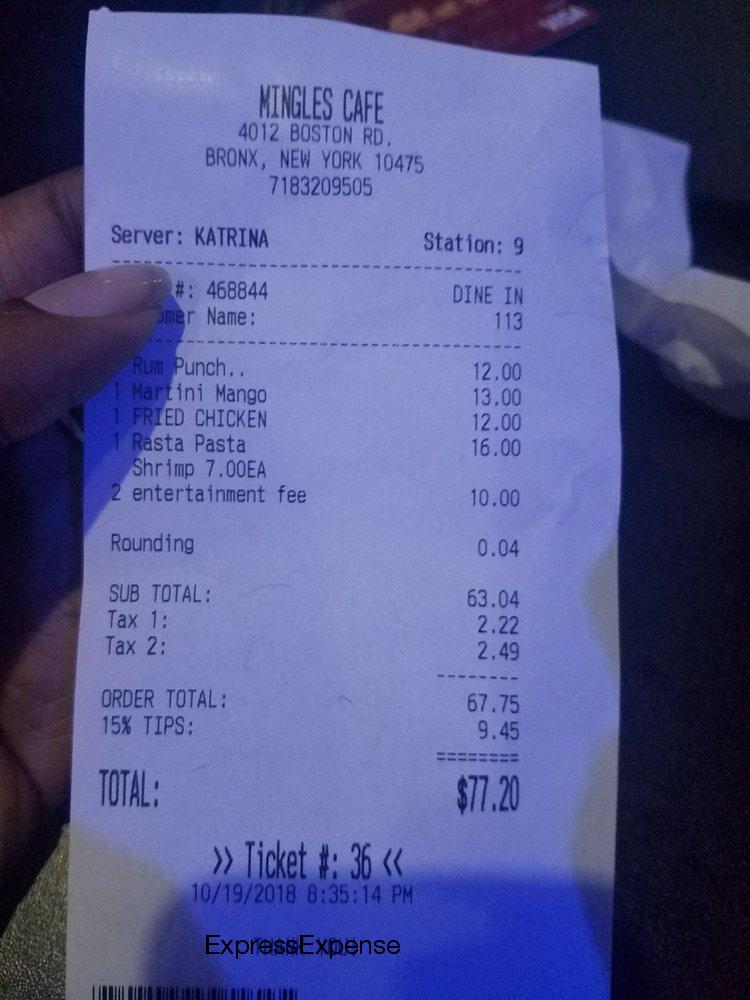 VISA
MINGLES CAFE
4012 BOSTON RD.
BRONX, NEW YORK 10475
7183209505
Server: KATRINA Station: 9
#: 468844 DINE IN
omer Name: 113
Rum Punch.. 12.00
1 Martini Mango 13.00
1 FRIED CHICKEN 12.00
1 Rasta Pasta 16.00
Shrimp 7.00EA
2 entertainment fee 10.00
Rounding 0.04
SUB TOTAL: 63.04
Tax 1: 2.22
Tax 2: 2.49
ORDER TOTAL: 67.75
15% TIPS: 9.45
TOTAL: $77.20
>> Ticket #: 36 <<
10/19/2018 8:35:14 PM
THANK YOU!
ExpressExpense